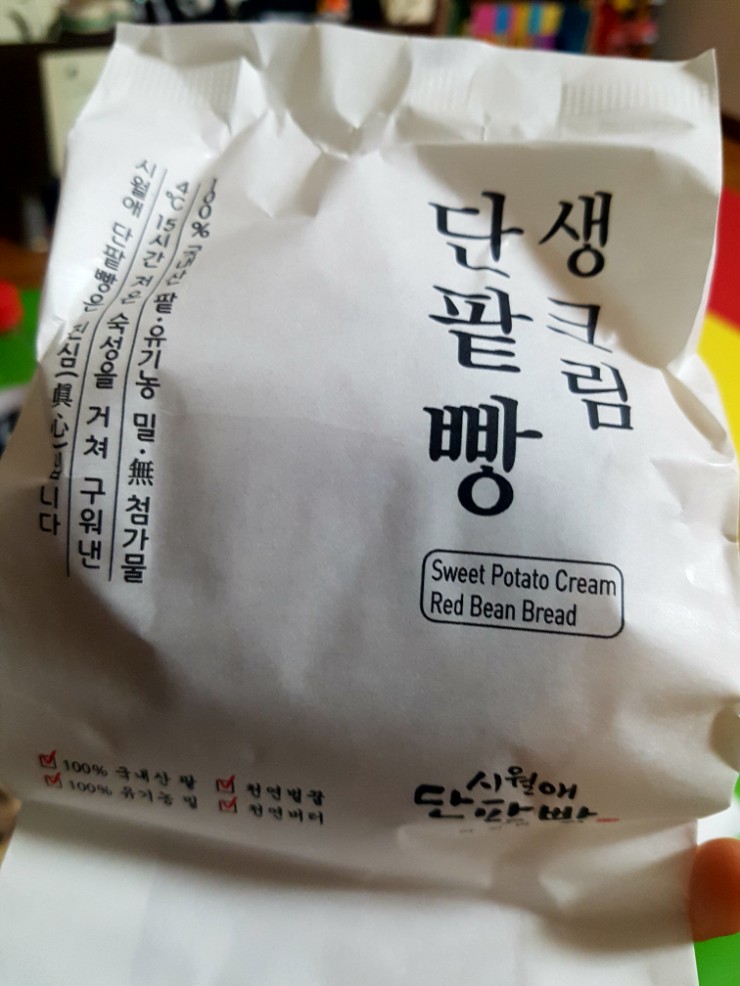 생크림
단팥빵
Sweet Potato Cream
Red Bean Bread
100% 국내산 팥·유기농 밀·無 첨가물
4℃ 15시간 저온 숙성을 거쳐 구워낸
시월애 단팥빵은 진심(眞心)입니다
100% 국내산 팥
천연벌꿀
100% 유기농 밀
천연버터
시월애
단팥빵